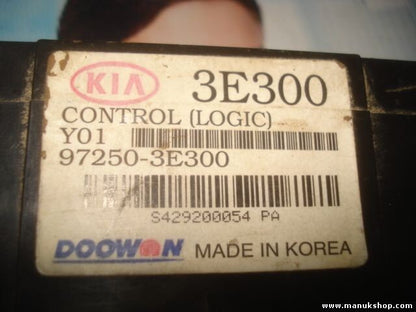 KIA 3E300
CONTROL (LOGIC)
Y01
97250-3E300
S429200054 PA
DOOWON MADE IN KOREA
www.manukshop.com